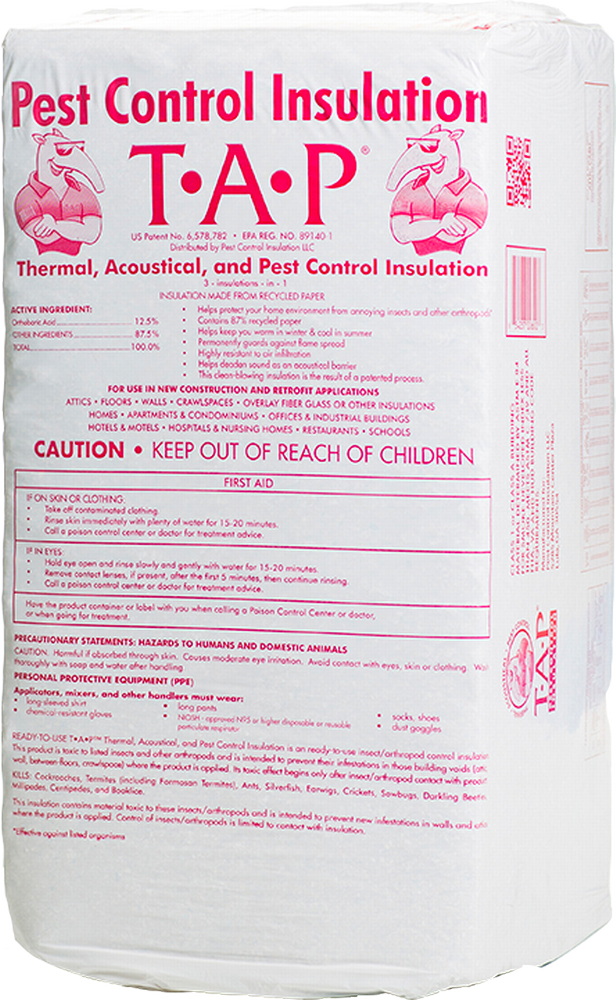 Pest Control Insulation
T•A•P®
US Patent No. 6,578,782 • EPA REG. NO. 89140-1
Distributed by Pest Control Insulation LLC
Thermal, Acoustical, and Pest Control Insulation
3 - insulations - in - 1
INSULATION MADE FROM RECYCLED PAPER
ACTIVE INGREDIENT:
Orthoboric Acid 12.5%
OTHER INGREDIENTS 87.5%
TOTAL 100.0%
• Helps protect your home environment from annoying insects and other arthropods*
• Contains 87% recycled paper
• Helps keep you warm in winter & cool in summer
• Permanently guards against flame spread
• Highly resistant to air infiltration
• Helps deaden sound as an acoustical barrier
• This clean-blowing insulation is the result of a patented process.
FOR USE IN NEW CONSTRUCTION AND RETROFIT APPLICATIONS
ATTICS • FLOORS • WALLS • CRAWLSPACES • OVERLAY FIBER GLASS OR OTHER INSULATIONS
HOMES • APARTMENTS & CONDOMINIUMS • OFFICES & INDUSTRIAL BUILDINGS
HOTELS & MOTELS • HOSPITALS & NURSING HOMES • RESTAURANTS • SCHOOLS
CAUTION • KEEP OUT OF REACH OF CHILDREN
FIRST AID
IF ON SKIN OR CLOTHING:
• Take off contaminated clothing.
• Rinse skin immediately with plenty of water for 15-20 minutes.
• Call a poison control center or doctor for treatment advice.
IF IN EYES:
• Hold eye open and rinse slowly and gently with water for 15-20 minutes.
• Remove contact lenses, if present, after the first 5 minutes, then continue rinsing.
• Call a poison control center or doctor for treatment advice.
Have the product container or label with you when calling a Poison Control Center or doctor,
or when going for treatment.
PRECAUTIONARY STATEMENTS: HAZARDS TO HUMANS AND DOMESTIC ANIMALS
CAUTION. Harmful if absorbed through skin. Causes moderate eye irritation. Avoid contact with eyes, skin or clothing.
thoroughly with soap and water after handling
PERSONAL PROTECTIVE EQUIPMENT (PPE)
Applicators, mixers, and other handlers must wear:
• long-sleeved shirt
• chemical-resistant gloves
• long pants
• NIOSH - approved N95 or higher disposable or reusable
particulate respirator
• socks, shoes
• dust goggles
READY-TO-USE T•A•P™ Thermal, Acoustical, and Pest Control Insulation is an ready-to-use insect/arthropod control
This product is toxic to listed insects and other arthropods and is intended to prevent their infestations in those building voids
wall, between-floors, crawlspace) where the product is applied. Its toxic effect begins only after insect/arthropod contact with
KILLS: Cockroaches, Termites (including Formosan Termites), Ants, Silverfish, Earwigs, Crickets, Sowbugs, Darkling
Millipedes, Centipedes, and Booklice.
This insulation contains material toxic to these insects/arthropods and is intended to prevent new infestations in walls and
where the product is applied. Control of insects/arthropods is limited to contact with insulation.
*Effective against listed organisms
T•A•P®